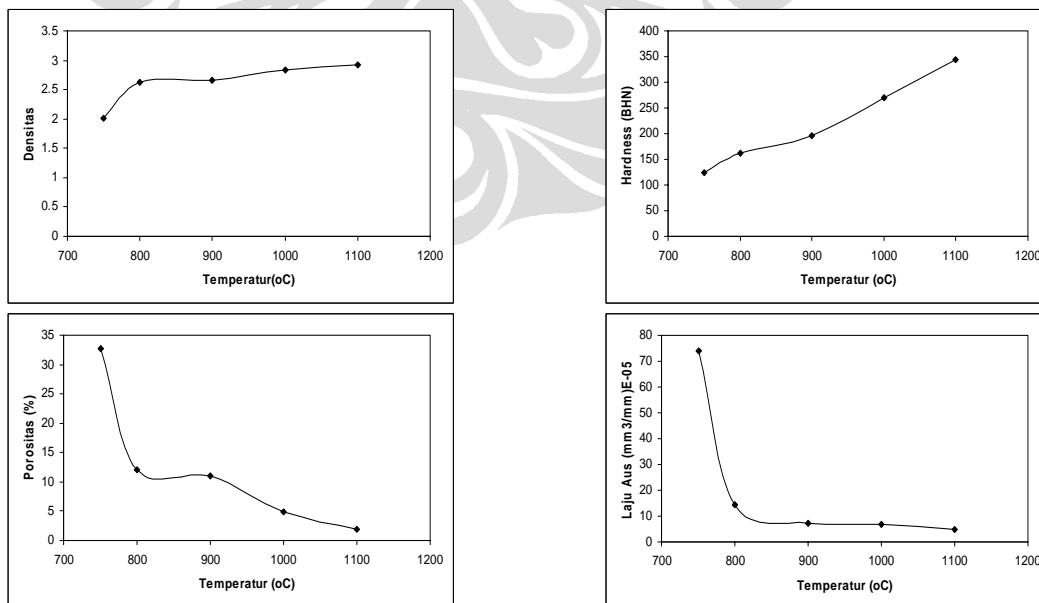 3.5
3
2.5
2
1.5
1
0.5
0
Densitas
700 800 900 1000 1100 1200
Temperatur(oC)
400
350
300
250
200
150
100
50
0
Hardness (BHN)
700 800 900 1000 1100 1200
Temperatur (oC)
35
30
25
20
15
10
5
0
Porositas (%)
700 800 900 1000 1100 1200
Temperatur (oC)
80
70
60
50
40
30
20
10
0
Laju Aus (mm3/mm)E-05
700 800 900 1000 1100 1200
Temperatur (oC)